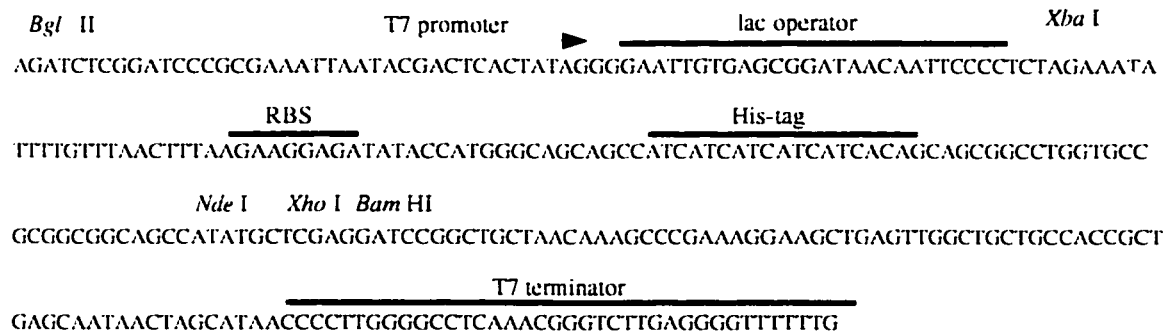 Bgl II T7 promoter lac operator Xba I
AGATCTCGGATCCCGCGAAATTAATACGACTCACTATAGGGGAATTGTGAGCGGATAACAATTCCCCTCTAGAAATA
RBS His-tag
TTTTGTTTAACTTTAAGAAGGAGATATACCATGGGCAGCAGCCATCATCATCATCATCACAGCAGCGGCCTGGTGCC
Nde I Xho I Bam HI
GCGGCGGCAGCCATATGCTCGAGGATCCGGCTGCTAACAAAGCCCGAAAGGAAGCTGAGTTGGCTGCTGCCACCGCT
T7 terminator
GAGCAATAACTAGCATAACCCCTTGGGGCCTCAAACGGGTCTTGAGGGGTTTTTTG